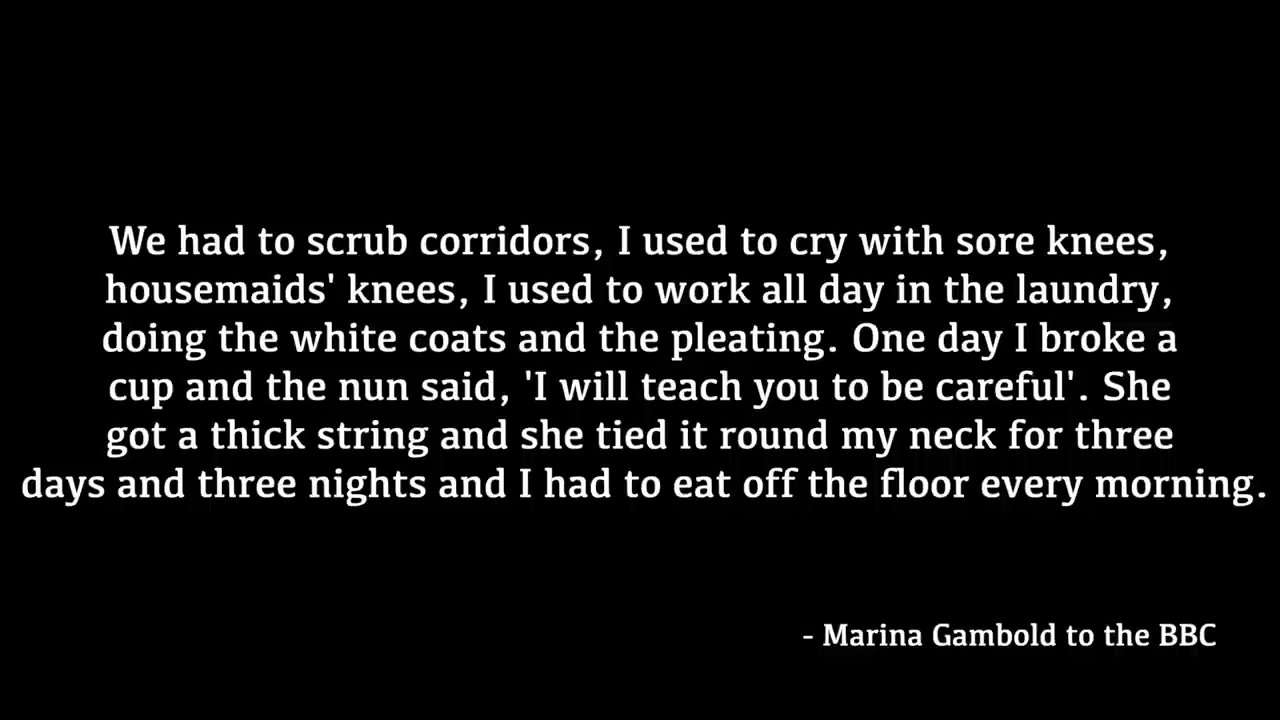 We had to scrub corridors, I used to cry with sore knees,
housemaids' knees, I used to work all day in the laundry,
doing the white coats and the pleating. One day I broke a
cup and the nun said, 'I will teach you to be careful'. She
got a thick string and she tied it round my neck for three
days and three nights and I had to eat off the floor every morning.
- Marina Gambold to the BBC